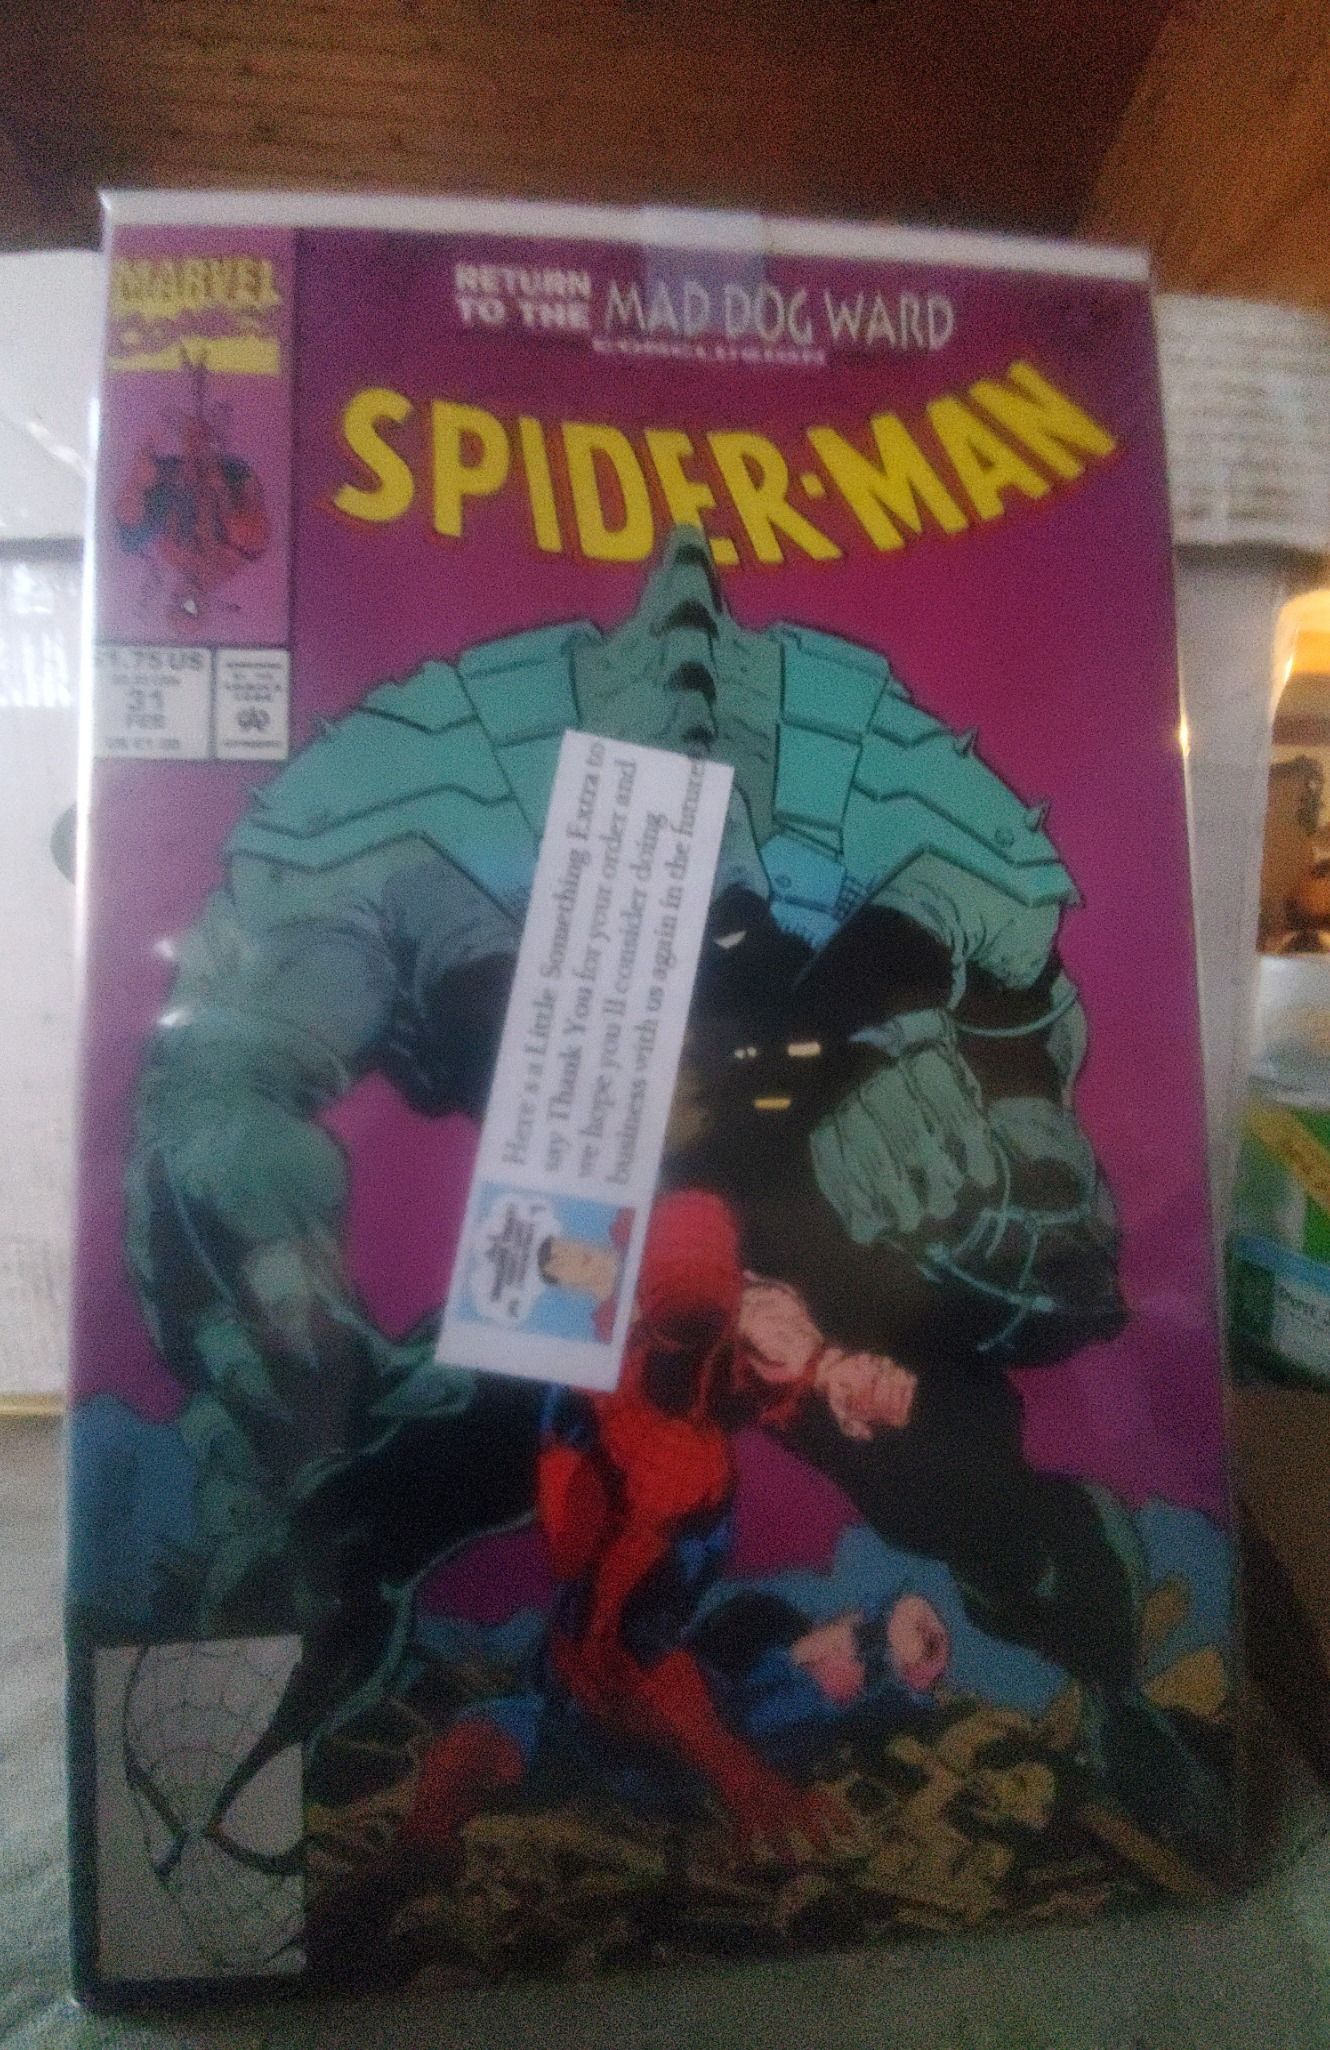 MARVEL
RETURN
TO THE
MAD DOG WARD
CONCLUSION
SPIDER-MAN
$1.75 US
31
FEB
Here's a Little Something Extra to
say Thank You for your order and
we hope you'll consider doing
business with us again in the future